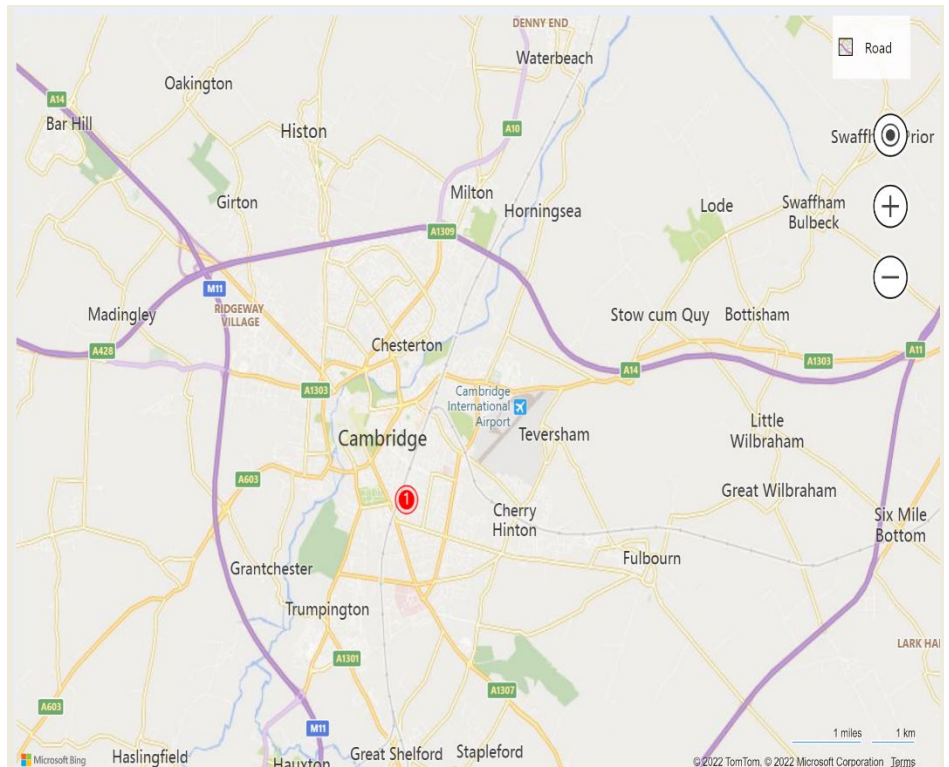 DENNY END
Waterbeach
Road
Oakington
A14
Bar Hill
Histon
A10
Milton
Girton
Horningsea
Lode
Swaffham
Bulbeck
A1309
M11
RIDGEWAY
VILLAGE
Madingley
Stow cum Quy
Bottisham
Chesterton
A428
A1303
A14
A1303
A11
Cambridge
International
Airport
Cambridge
Teversham
Little
Wilbraham
A603
1
Great Wilbraham
Cherry
Hinton
Six Mile
Bottom
Fulbourn
Grantchester
Trumpington
LARK HA
A1301
A1307
A603
M11
1 miles
1 km
Haslingfield
Hauxton
Great Shelford
Stapleford
Microsoft Bing
© 2022 TomTom, © 2022 Microsoft Corporation Terms